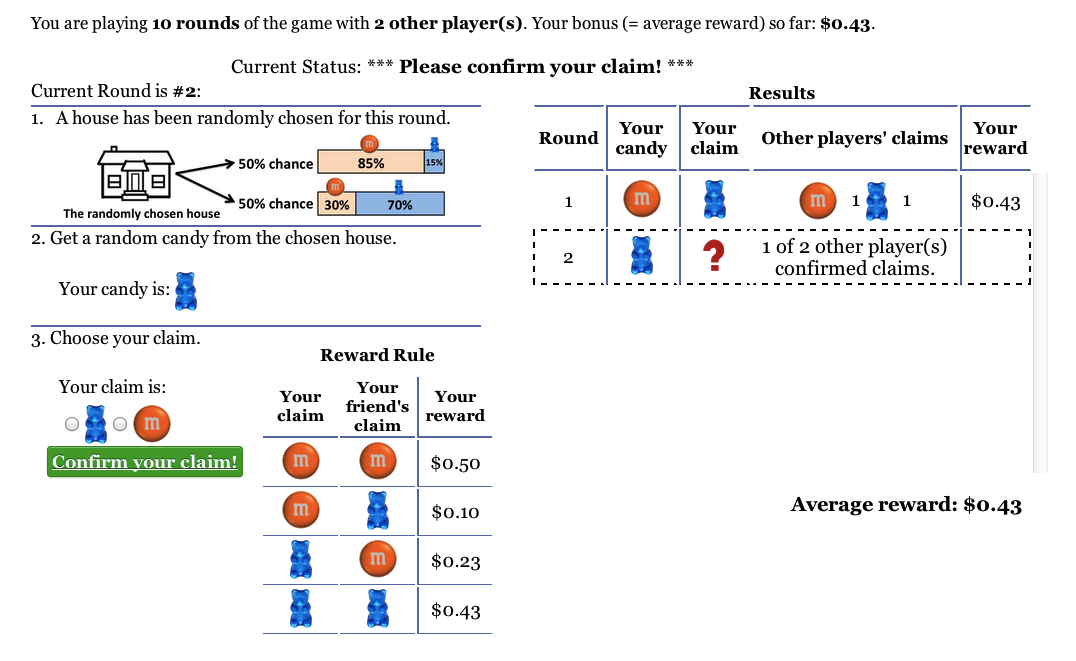 You are playing 10 rounds of the game with 2 other player(s). Your bonus (= average reward) so far: $0.43.
Current Status: *** Please confirm your claim! ***
Current Round is #2:
1. A house has been randomly chosen for this round.
m
50% chance 85% 15%
m
50% chance 30% 70%
The randomly chosen house
2. Get a random candy from the chosen house.
Your candy is:
3. Choose your claim.
Your claim is:
m
Confirm your claim!
Reward Rule
Your claim Your friend's claim Your reward
m m $0.50
m $0.10
m $0.23
$0.43
Results
Round Your candy Your claim Other players' claims Your reward
1 m m 1 1 $0.43
2 ? 1 of 2 other player(s)
confirmed claims.
Average reward: $0.43